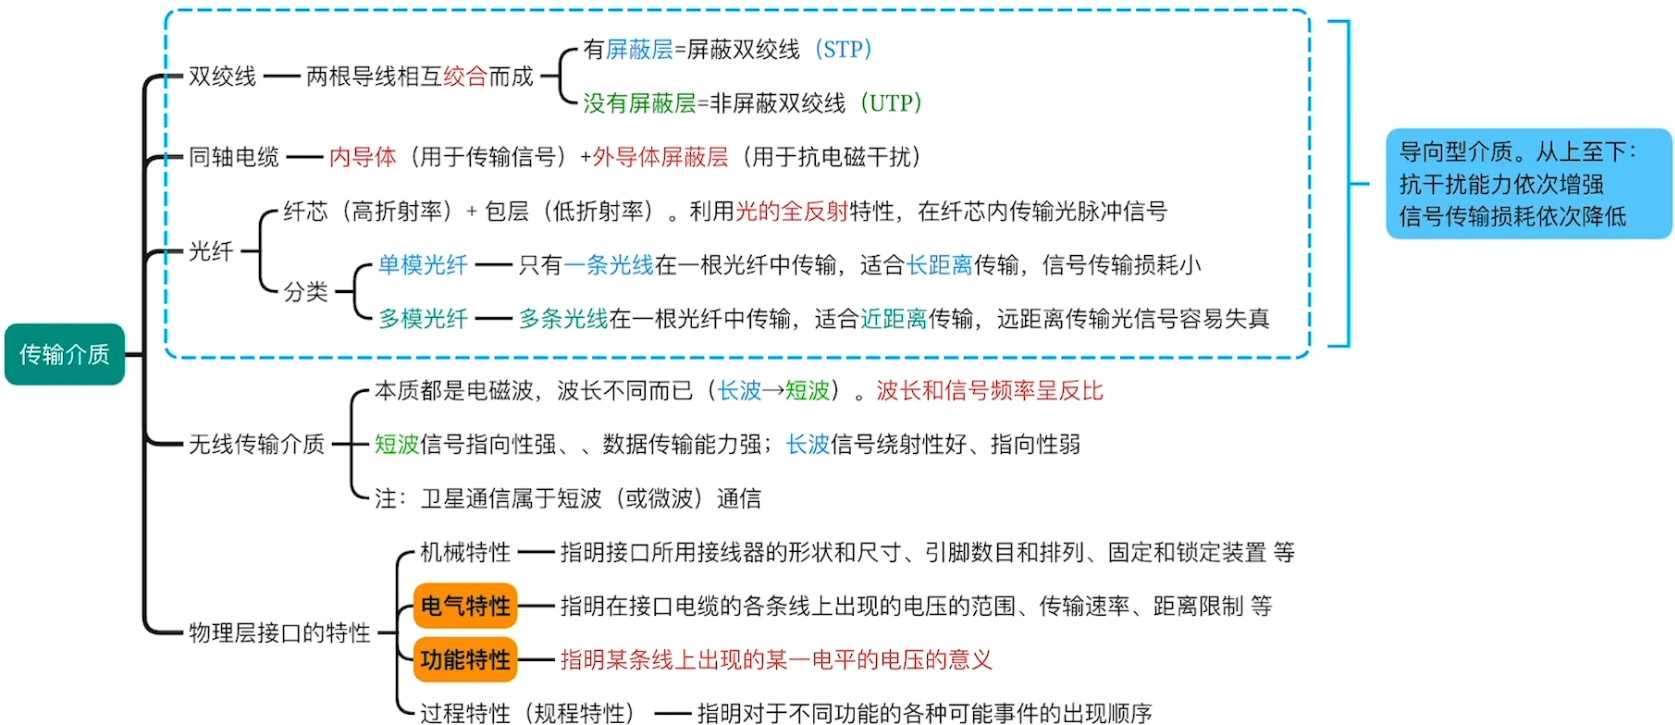 传输介质
双绞线
两根导线相互绞合而成
有屏蔽层=屏蔽双绞线（STP）
没有屏蔽层=非屏蔽双绞线（UTP）
同轴电缆
内导体（用于传输信号）+外导体屏蔽层（用于抗电磁干扰）
光纤
纤芯（高折射率）+ 包层（低折射率）。利用光的全反射特性，在纤芯内传输光脉冲信号
分类
单模光纤
只有一条光线在一根光纤中传输，适合长距离传输，信号传输损耗小
多模光纤
多条光线在一根光纤中传输，适合近距离传输，远距离传输光信号容易失真
导向型介质。从上至下：
抗干扰能力依次增强
信号传输损耗依次降低
无线传输介质
本质都是电磁波，波长不同而已（长波→短波）。波长和信号频率呈反比
短波信号指向性强、、数据传输能力强；长波信号绕射性好、指向性弱
注：卫星通信属于短波（或微波）通信
物理层接口的特性
机械特性
指明接口所用接线器的形状和尺寸、引脚数目和排列、固定和锁定装置 等
电气特性
指明在接口电缆的各条线上出现的电压的范围、传输速率、距离限制 等
功能特性
指明某条线上出现的某一电平的电压的意义
过程特性（规程特性）
指明对于不同功能的各种可能事件的出现顺序